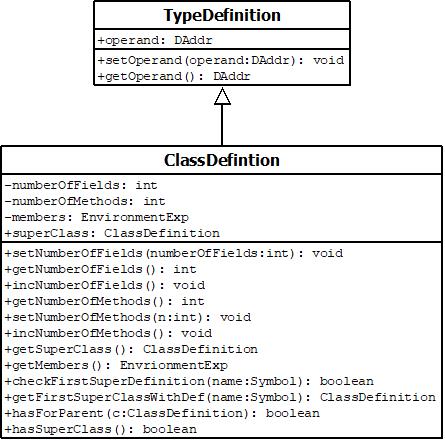 TypeDefinition
+operand: DAddr
+setOperand(operand:DAddr): void
+getOperand(): DAddr
ClassDefintion
-numberOfFields: int
-numberOfMethods: int
-members: EnvironmentExp
+superClass: ClassDefinition
+setNumberOfFields(numberOfFields:int): void
+getNumberOfFields(): int
+incNumberOfFields(): void
+getNumberOfMethods(): int
+setNumberOfMethods(n:int): void
+incNumberOfMethods(): void
+getSuperClass(): ClassDefinition
+getMembers(): EnvrionmentExp
+checkFirstSuperDefinition(name:Symbol): boolean
+getFirstSuperClassWithDef(name:Symbol): ClassDefinition
+hasForParent(c:ClassDefinition): boolean
+hasSuperClass(): boolean